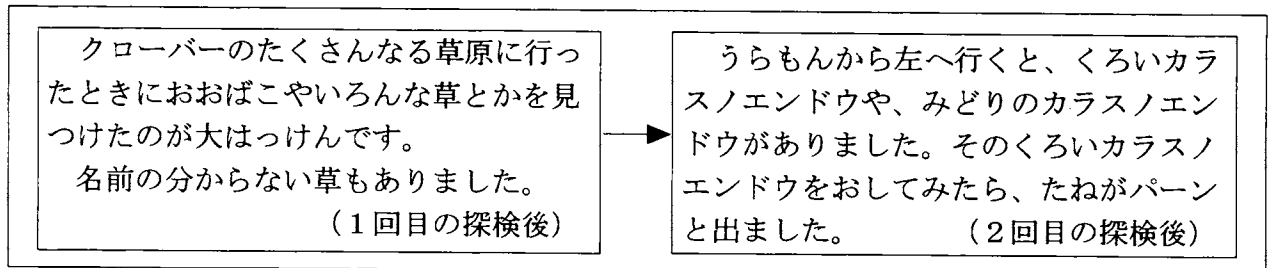 クローバーのたくさんなる草原に行っ
たときにおおばこやいろんな草とかを見
つけたのが大はっけんです。
名前の分からない草もありました。
(1回目の探検後)
うらもんから左へ行くと、くろいカラ
スノエンドウや、みどりのカラスノエン
ドウがありました。そのくろいカラスノ
エンドウをおしてみたら、たねがパーン
と出ました。 (2回目の探検後)